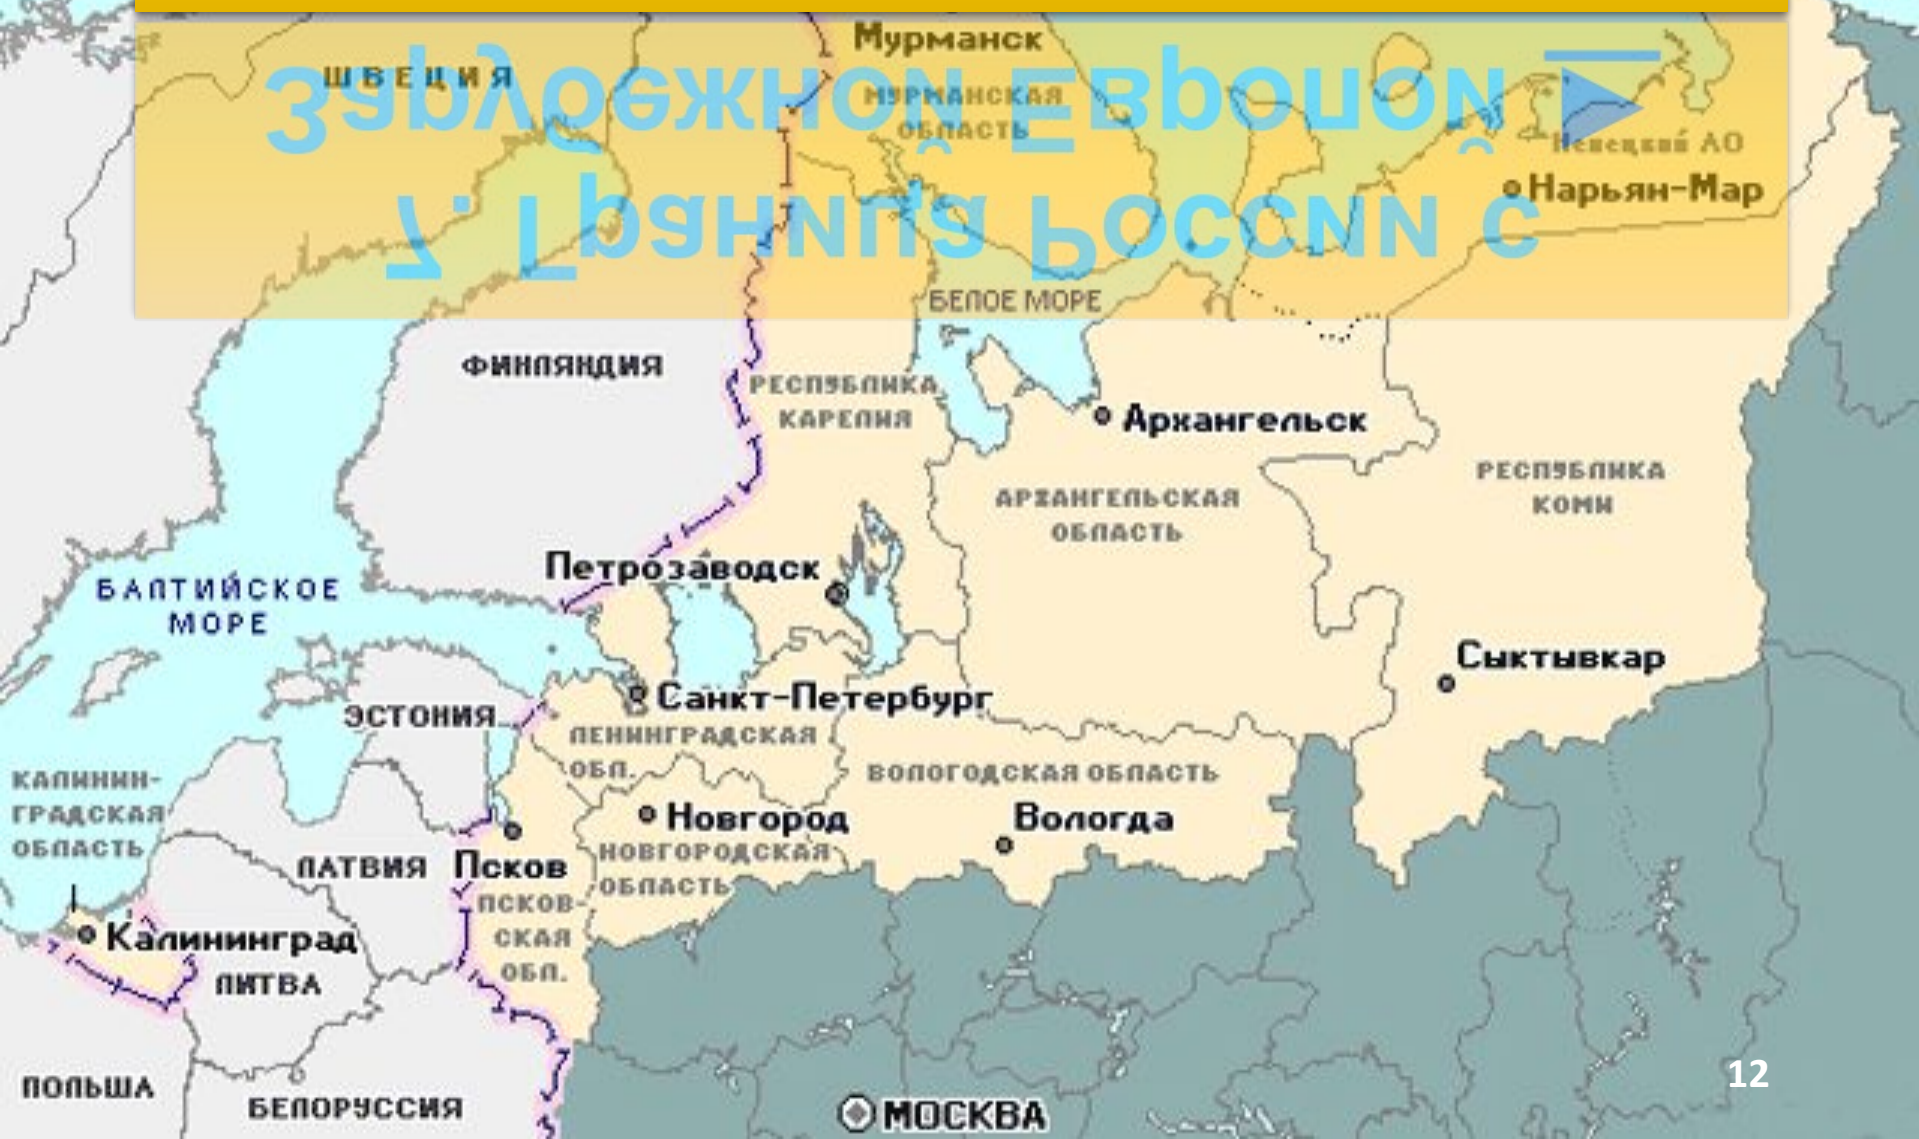 7. Граница России с
Зарубежной Европой
Мурманск
ШВЕЦИЯ
МУРМАНСКАЯ
ОБЛАСТЬ
Ненецкий АО
Нарьян-Мар
БЕЛОЕ МОРЕ
ФИНЛЯНДИЯ
РЕСПУБЛИКА
КАРЕЛИЯ
Архангельск
РЕСПУБЛИКА
КОМИ
АРХАНГЕЛЬСКАЯ
ОБЛАСТЬ
Петрозаводск
БАЛТИЙСКОЕ
МОРЕ
Сыктывкар
Санкт-Петербург
ЭСТОНИЯ
ЛЕНИНГРАДСКАЯ
ОБЛ.
ВОЛОГОДСКАЯ ОБЛАСТЬ
КАЛИНИН-
ГРАДСКАЯ
ОБЛАСТЬ
Новгород
Вологда
НОВГОРОДСКАЯ
ОБЛАСТЬ
ЛАТВИЯ
Псков
ПСКОВ-
СКАЯ
ОБЛ.
Калининград
ЛИТВА
ПОЛЬША
БЕЛОРУССИЯ
МОСКВА
12